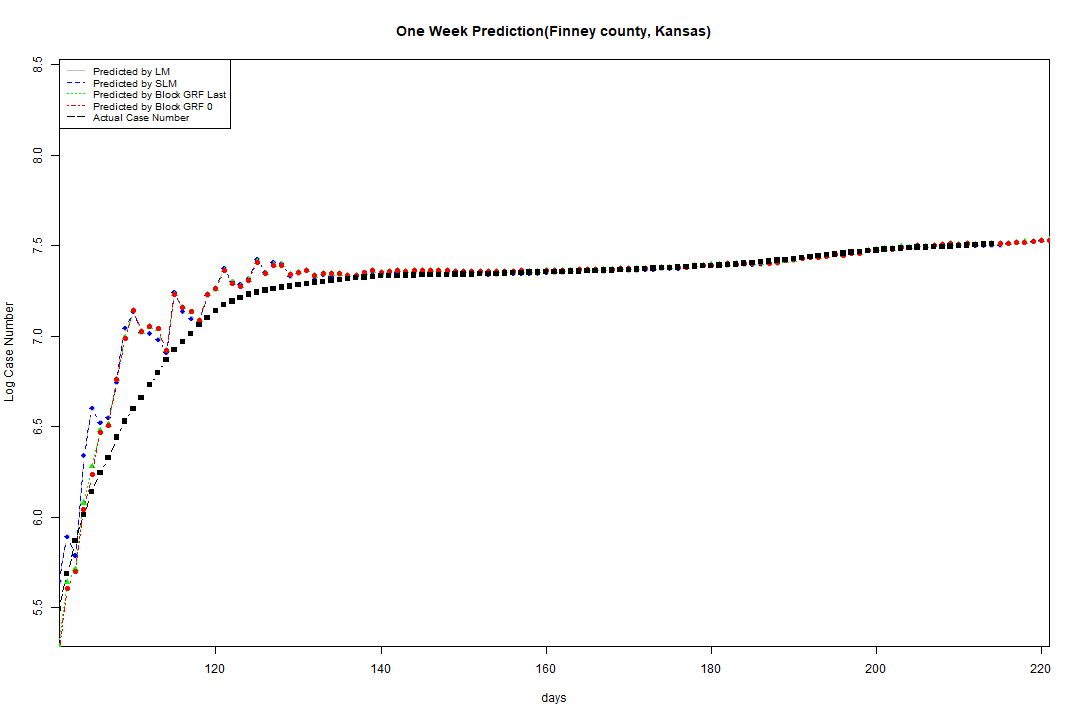 One Week Prediction(Finney county, Kansas)
Predicted by LM
Predicted by SLM
Predicted by Block GRF Last
Predicted by Block GRF 0
Actual Case Number
8.5
8.0
7.5
7.0
6.5
6.0
5.5
Log Case Number
120 140 160 180 200 220
days